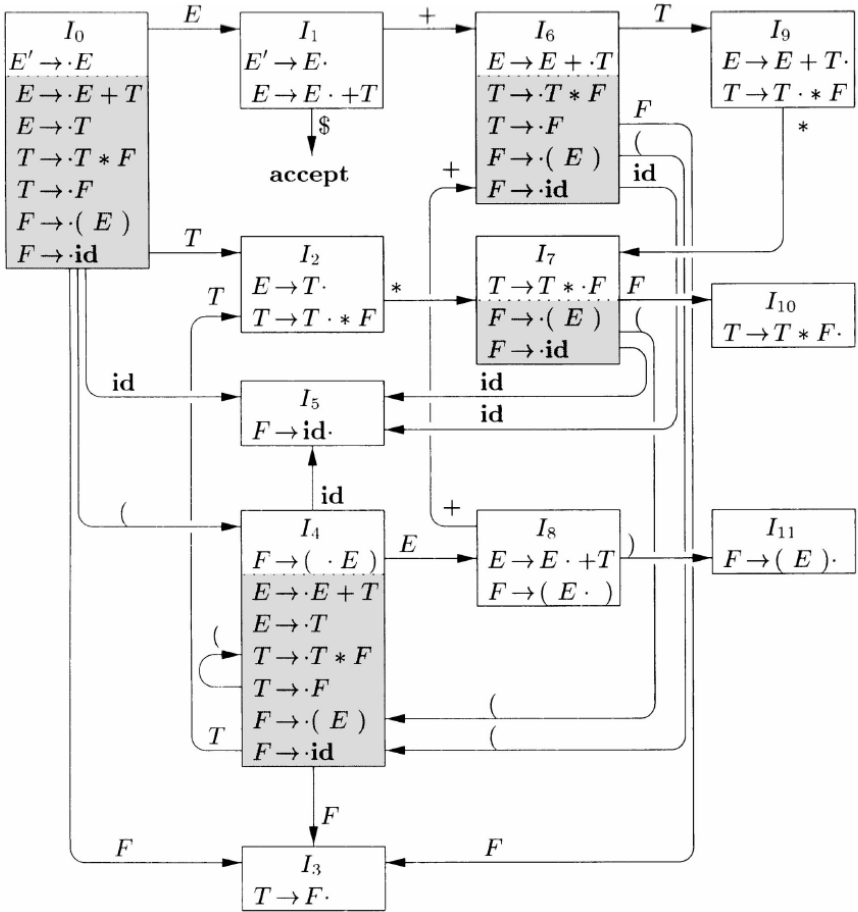 I₀
E′ → ·E
E → ·E + T
E → ·T
T → ·T * F
T → ·F
F → ·( E )
F → ·id
E
I₁
E′ → E·
E → E · +T
$
accept
+
I₆
E → E + ·T
T → ·T * F
T → ·F
F → ·( E )
F → ·id
T
I₉
E → E + T·
T → T · * F
*
F
(
id
+
T
I₂
E → T·
T → T · * F
*
I₇
T → T * ·F
F → ·( E )
F → ·id
F
(
I₁₀
T → T * F·
T
id
I₅
F → id·
id
id
id
(
I₄
F → ( · E )
E → ·E + T
E → ·T
T → ·T * F
T → ·F
F → ·( E )
F → ·id
E
+
I₈
E → E · +T
F → ( E · )
)
I₁₁
F → ( E )·
(
T
(
(
F
F
F
I₃
T → F·